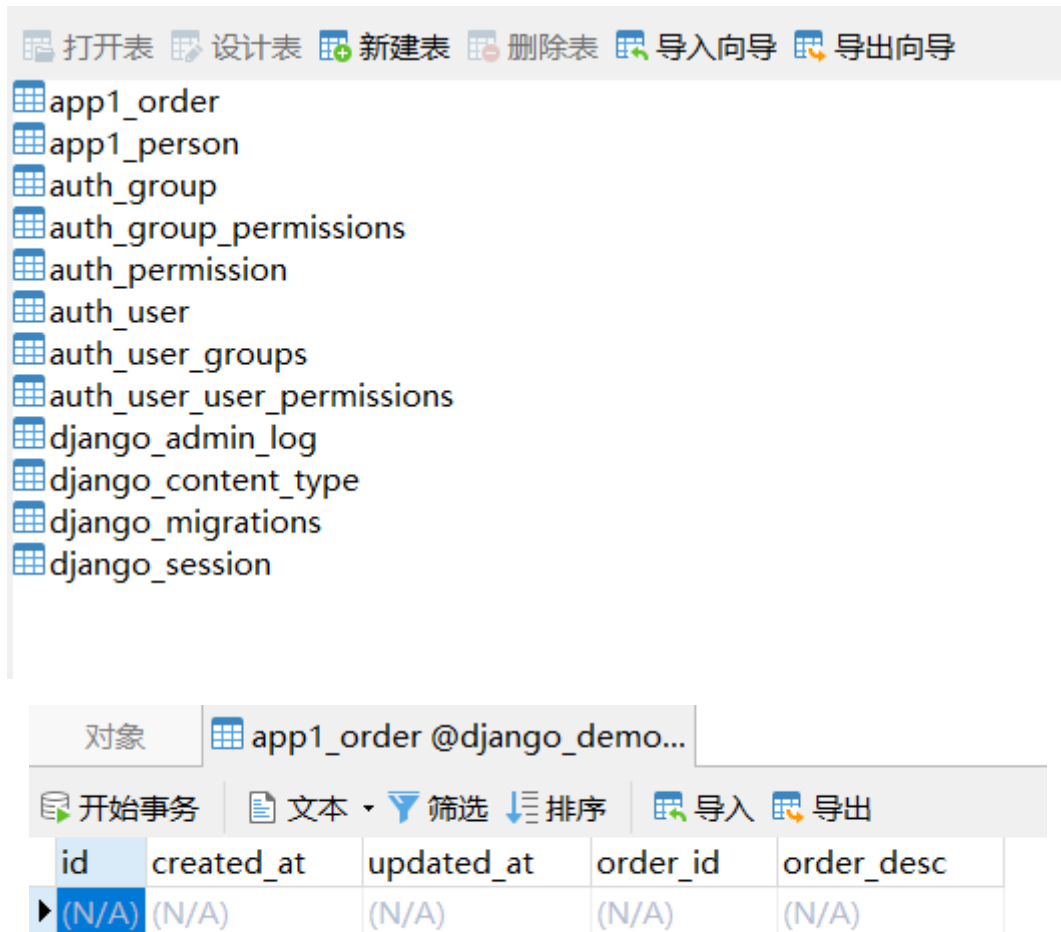 打开表 设计表 新建表 删除表 导入向导 导出向导
app1_order
app1_person
auth_group
auth_group_permissions
auth_permission
auth_user
auth_user_groups
auth_user_user_permissions
django_admin_log
django_content_type
django_migrations
django_session
对象 app1_order @django_demo...
开始事务 文本 筛选 排序 导入 导出
id created_at updated_at order_id order_desc
(N/A) (N/A) (N/A) (N/A) (N/A)